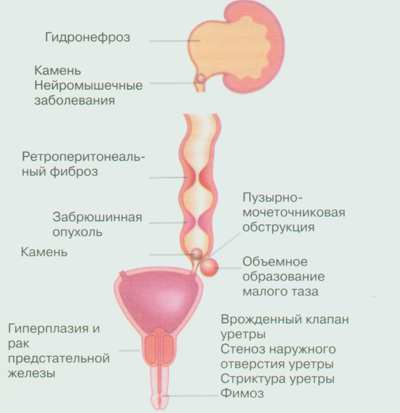 Гидронефроз
Камень
Нейромышечные
заболевания
Ретроперитонеаль-
ный фиброз
Забрюшинная
опухоль
Камень
Пузырно-
мочеточниковая
обструкция
Объемное
образование
малого таза
Гиперплазия и
рак
предстательной
железы
Врожденный клапан
уретры
Стеноз наружного
отверстия уретры
Стриктура уретры
Фимоз